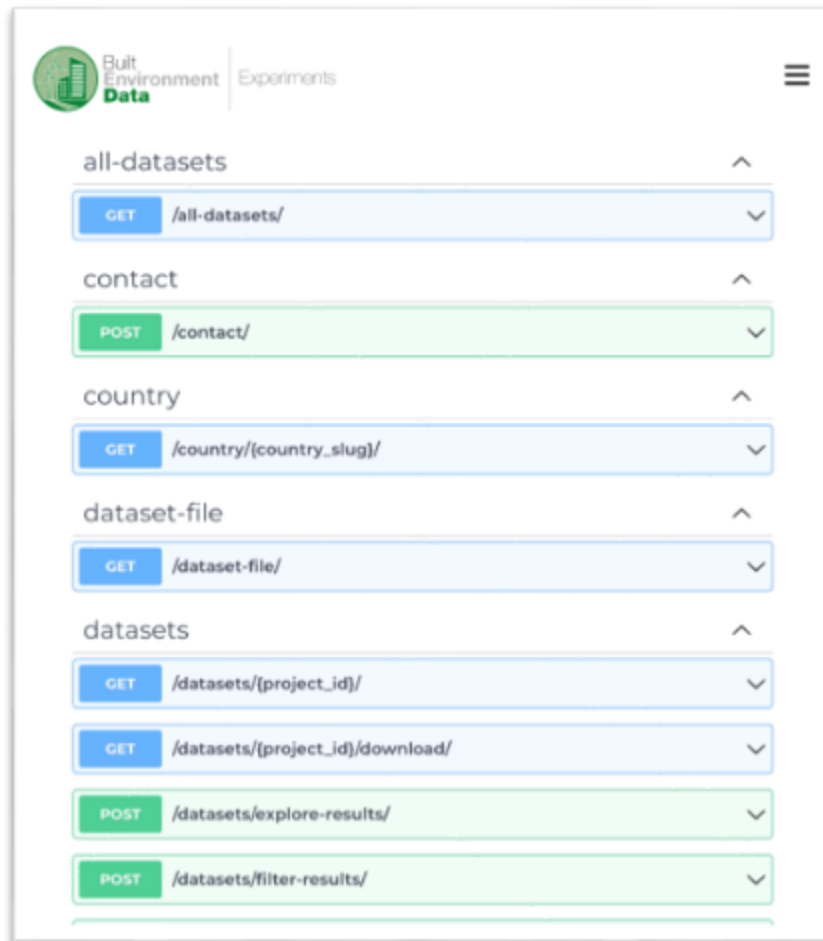 Built
Environment
Data
Experiments
all-datasets
GET /all-datasets/
contact
POST /contact/
country
GET /country/{country_slug}/
dataset-file
GET /dataset-file/
datasets
GET /datasets/{project_id}/
GET /datasets/{project_id}/download/
POST /datasets/explore-results/
POST /datasets/filter-results/